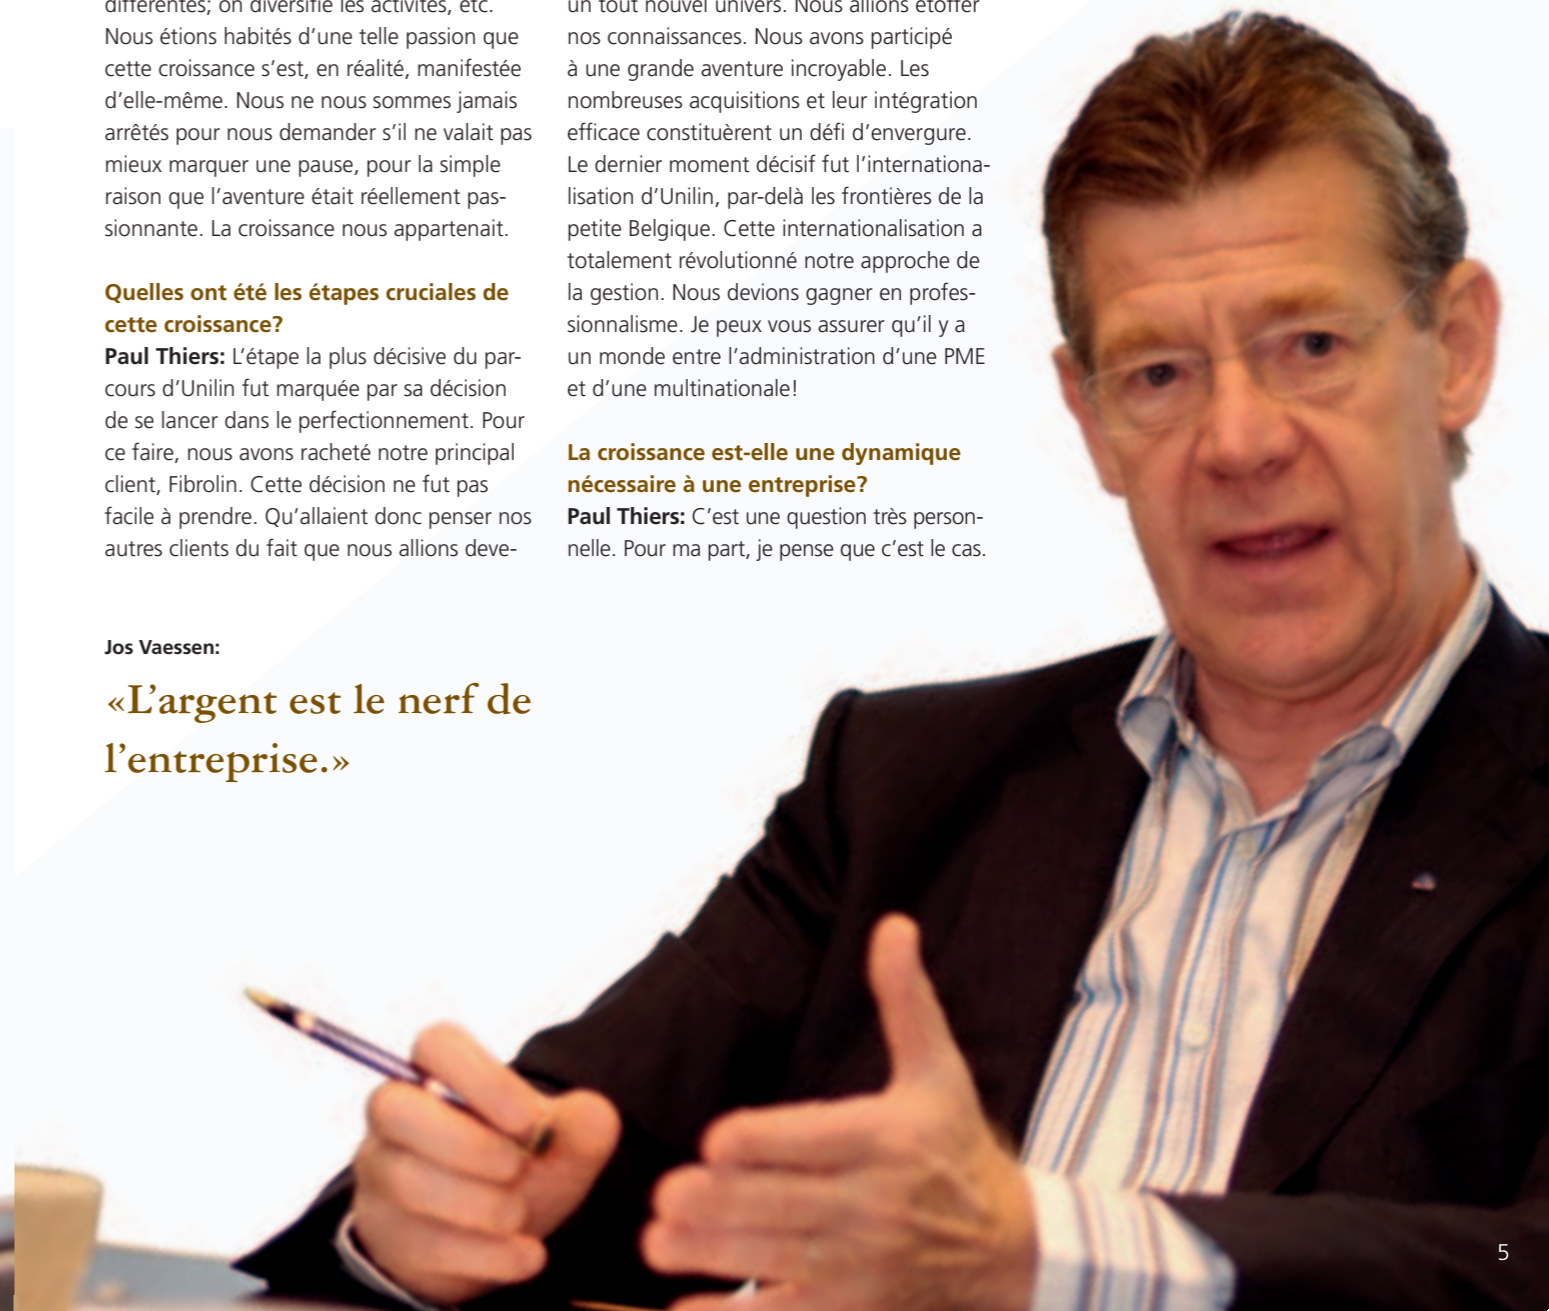 différentes; on diversifie les activités, etc.
Nous étions habités d'une telle passion que
cette croissance s'est, en réalité, manifestée
d'elle-même. Nous ne nous sommes jamais
arrêtés pour nous demander s'il ne valait pas
mieux marquer une pause, pour la simple
raison que l'aventure était réellement pas-
sionnante. La croissance nous appartenait.
Quelles ont été les étapes cruciales de
cette croissance?
Paul Thiers: L'étape la plus décisive du par-
cours d'Unilin fut marquée par sa décision
de se lancer dans le perfectionnement. Pour
ce faire, nous avons racheté notre principal
client, Fibrolin. Cette décision ne fut pas
facile à prendre. Qu'allaient donc penser nos
autres clients du fait que nous allions deve-
un tout nouvel univers. Nous allions étoffer
nos connaissances. Nous avons participé
à une grande aventure incroyable. Les
nombreuses acquisitions et leur intégration
efficace constituèrent un défi d'envergure.
Le dernier moment décisif fut l'internationa-
lisation d'Unilin, par-delà les frontières de la
petite Belgique. Cette internationalisation a
totalement révolutionné notre approche de
la gestion. Nous devions gagner en profes-
sionnalisme. Je peux vous assurer qu'il y a
un monde entre l'administration d'une PME
et d'une multinationale!
La croissance est-elle une dynamique
nécessaire à une entreprise?
Paul Thiers: C'est une question très person-
nelle. Pour ma part, je pense que c'est le cas.
Jos Vaessen:
«L'argent est le nerf de
l'entreprise.»
5